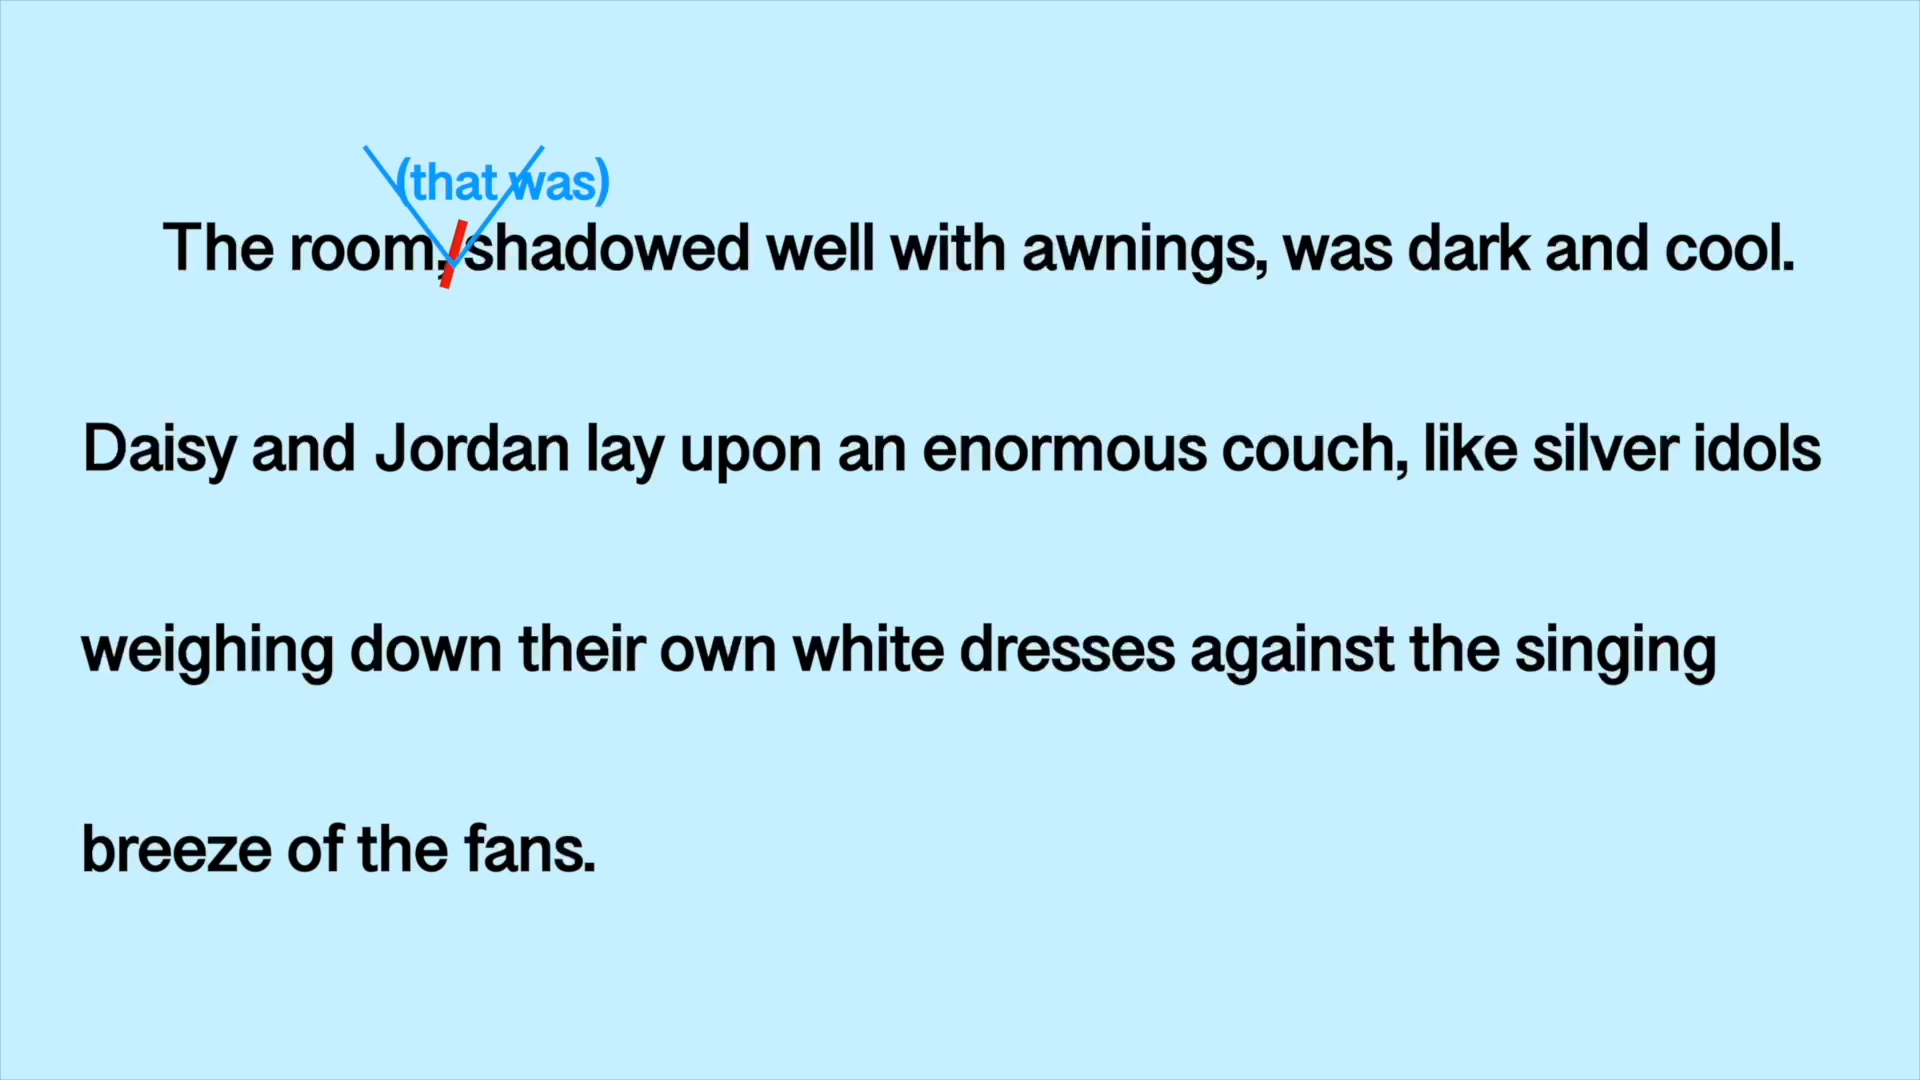 (that was)
The room, shadowed well with awnings, was dark and cool.
Daisy and Jordan lay upon an enormous couch, like silver idols
weighing down their own white dresses against the singing
breeze of the fans.